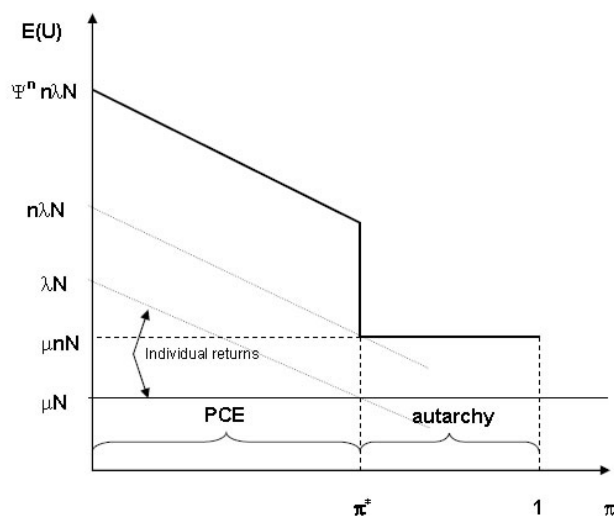 E(U)
Ψⁿ nλN
nλN
λN
μnN
Individual returns
μN
PCE
autarchy
π*
1
π